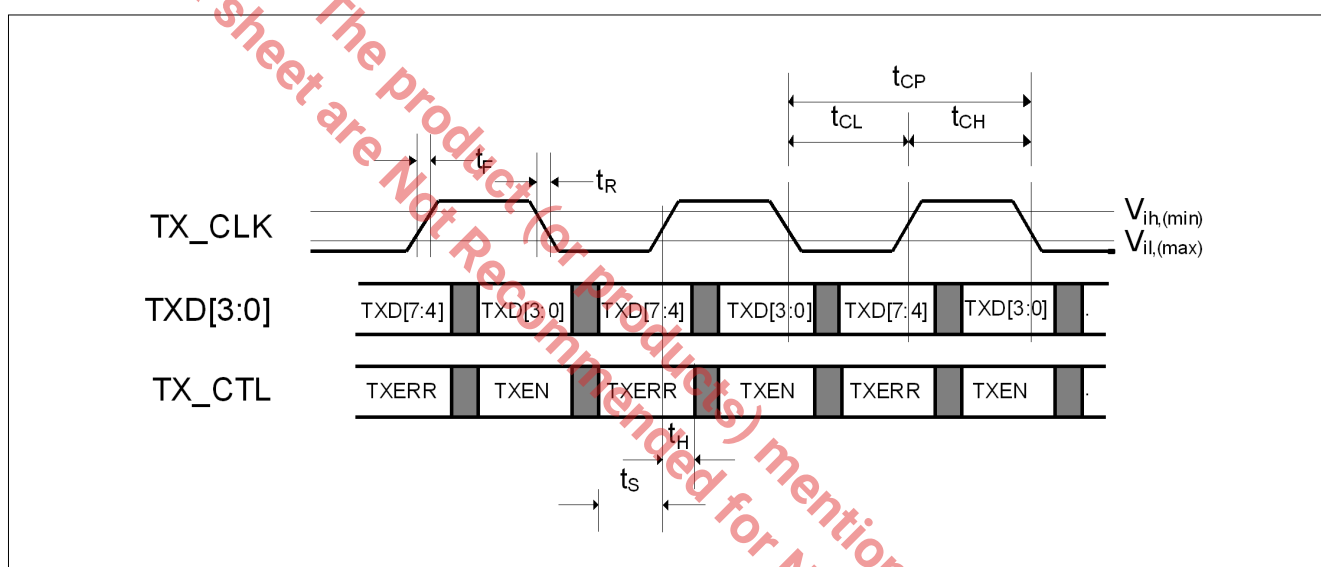 The product (or products) mention
sheet are Not Recommended for N
tCP
tCL tCH
tF
tR
TX_CLK
Vih,(min)
Vil,(max)
TXD[3:0]
TXD[7:4] TXD[3:0] TXD[7:4] TXD[3:0] TXD[7:4] TXD[3:0] .
TX_CTL
TXERR TXEN TXERR TXEN TXERR TXEN .
tH
tS